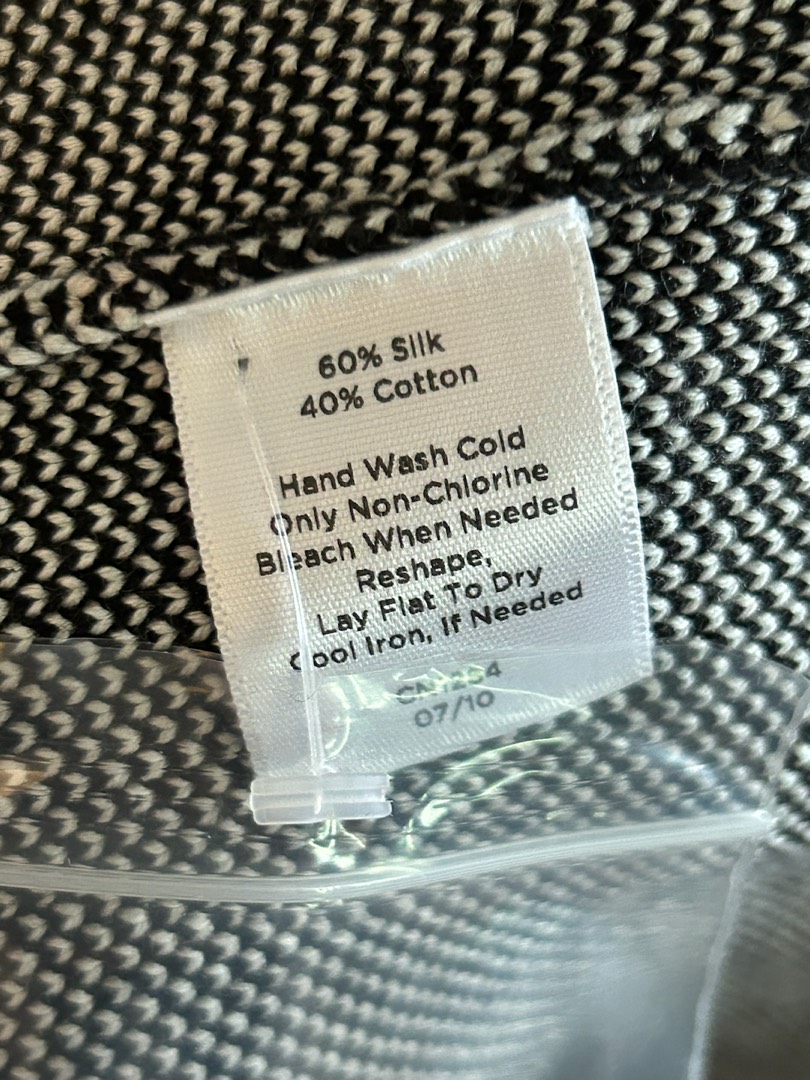 60% Silk
40% Cotton
Hand Wash Cold
Only Non-Chlorine
Bleach When Needed
Reshape,
Lay Flat To Dry
Cool Iron, If Needed
07/10